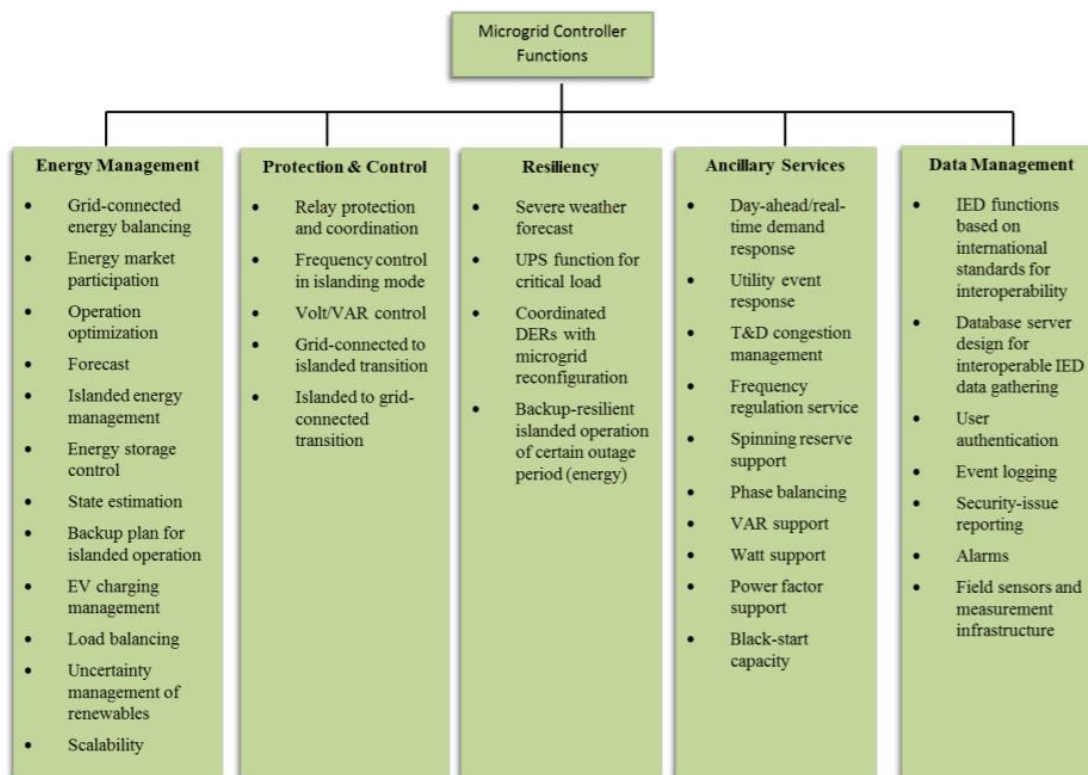 Microgrid Controller
Functions
Energy Management
• Grid-connected
energy balancing
• Energy market
participation
• Operation
optimization
• Forecast
• Islanded energy
management
• Energy storage
control
• State estimation
• Backup plan for
islanded operation
• EV charging
management
• Load balancing
• Uncertainty
management of
renewables
• Scalability
Protection & Control
• Relay protection
and coordination
• Frequency control
in islanding mode
• Volt/VAR control
• Grid-connected to
islanded transition
• Islanded to grid-
connected
transition
Resiliency
• Severe weather
forecast
• UPS function for
critical load
• Coordinated
DERs with
microgrid
reconfiguration
• Backup-resilient
islanded operation
of certain outage
period (energy)
Ancillary Services
• Day-ahead/real-
time demand
response
• Utility event
response
• T&D congestion
management
• Frequency
regulation service
• Spinning reserve
support
• Phase balancing
• VAR support
• Watt support
• Power factor
support
• Black-start
capacity
Data Management
• IED functions
based on
international
standards for
interoperability
• Database server
design for
interoperable IED
data gathering
• User
authentication
• Event logging
• Security-issue
reporting
• Alarms
• Field sensors and
measurement
infrastructure